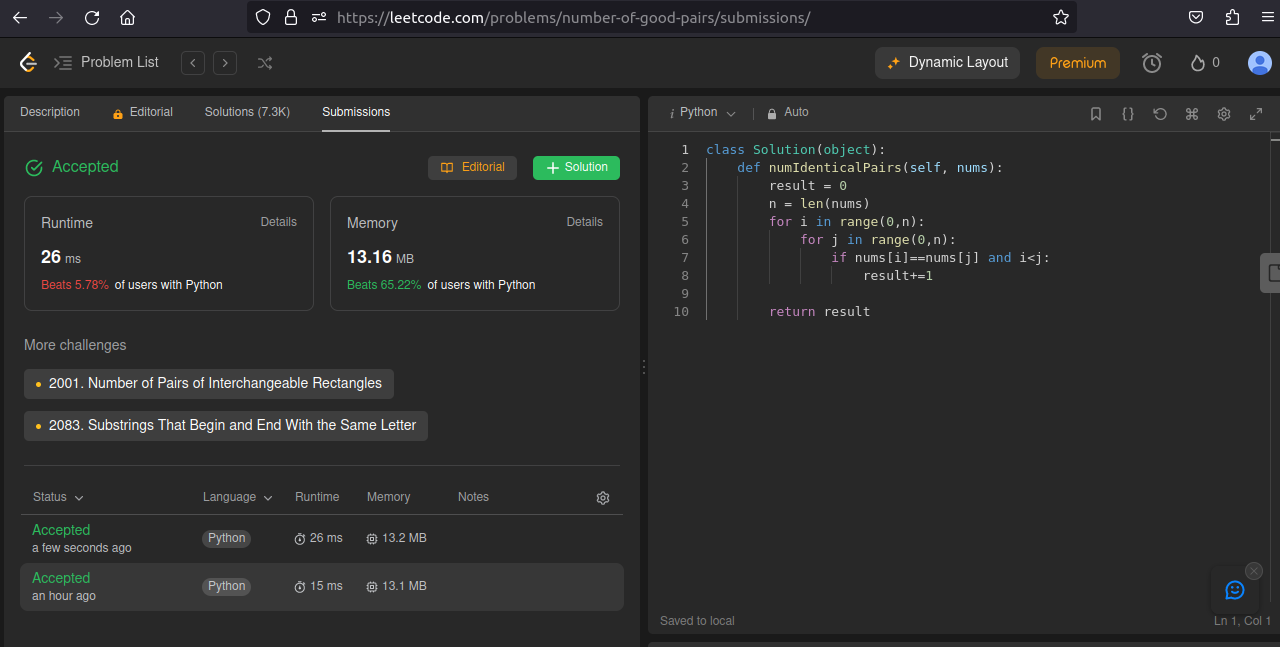 https://leetcode.com/problems/number-of-good-pairs/submissions/
Problem List
Dynamic Layout
Premium
0
Description
Editorial
Solutions (7.3K)
Submissions
Accepted
Editorial
Solution
Runtime
Details
26 ms
Beats 5.78% of users with Python
Memory
Details
13.16 MB
Beats 65.22% of users with Python
More challenges
2001. Number of Pairs of Interchangeable Rectangles
2083. Substrings That Begin and End With the Same Letter
Status Language Runtime Memory Notes
Accepted
a few seconds ago
Python 26 ms 13.2 MB
Accepted
an hour ago
Python 15 ms 13.1 MB
i Python
Auto
1 class Solution(object):
2     def numIdenticalPairs(self, nums):
3         result = 0
4         n = len(nums)
5         for i in range(0,n):
6             for j in range(0,n):
7                 if nums[i]==nums[j] and i<j:
8                     result+=1
9
10         return result
Saved to local
Ln 1, Col 1